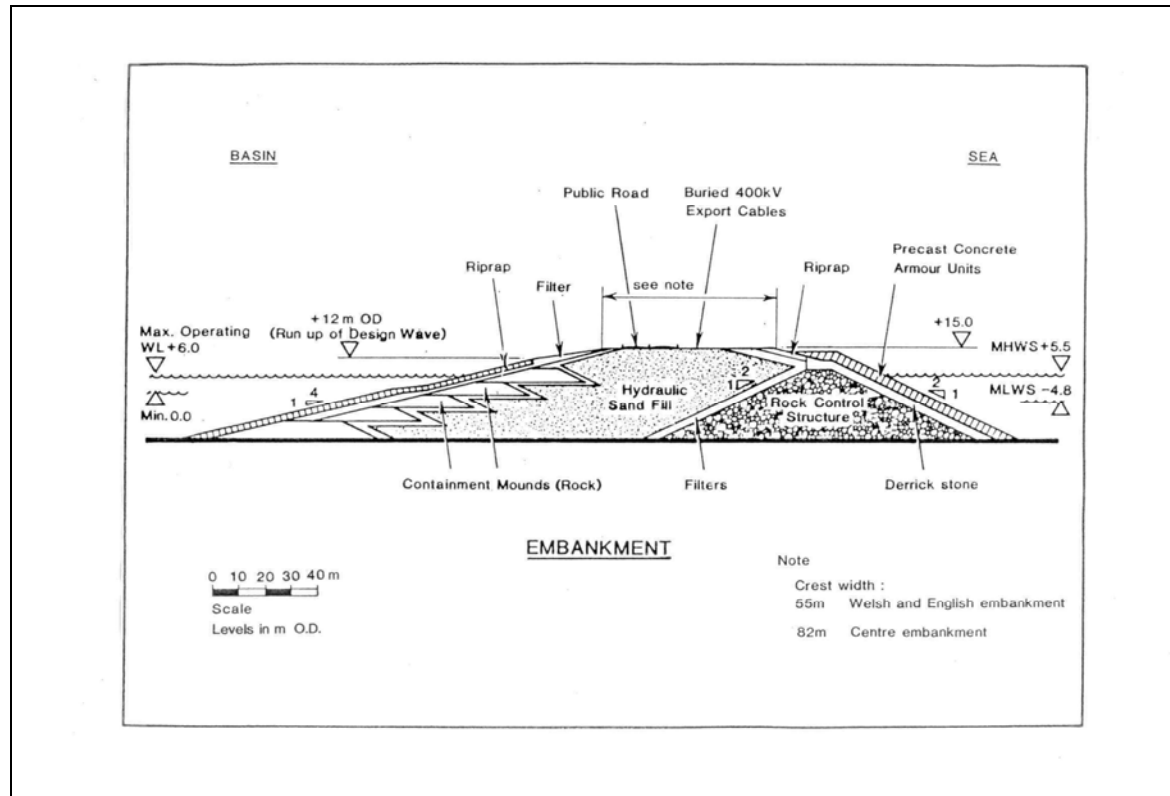 BASIN
SEA
Public Road
Buried 400kV
Export Cables
Precast Concrete
Armour Units
Riprap
Filter
see note
Riprap
+12 m OD
(Run up of Design Wave)
Max. Operating
WL +6.0
+15.0
MHWS +5.5
4
1
Hydraulic
Sand Fill
2
1
Rock Control
Structure
2
1
MLWS -4.8
Min. 0.0
Containment Mounds (Rock)
Filters
Derrick stone
EMBANKMENT
0 10 20 30 40 m
Scale
Levels in m O.D.
Note
Crest width :
55m Welsh and English embankment
82m Centre embankment